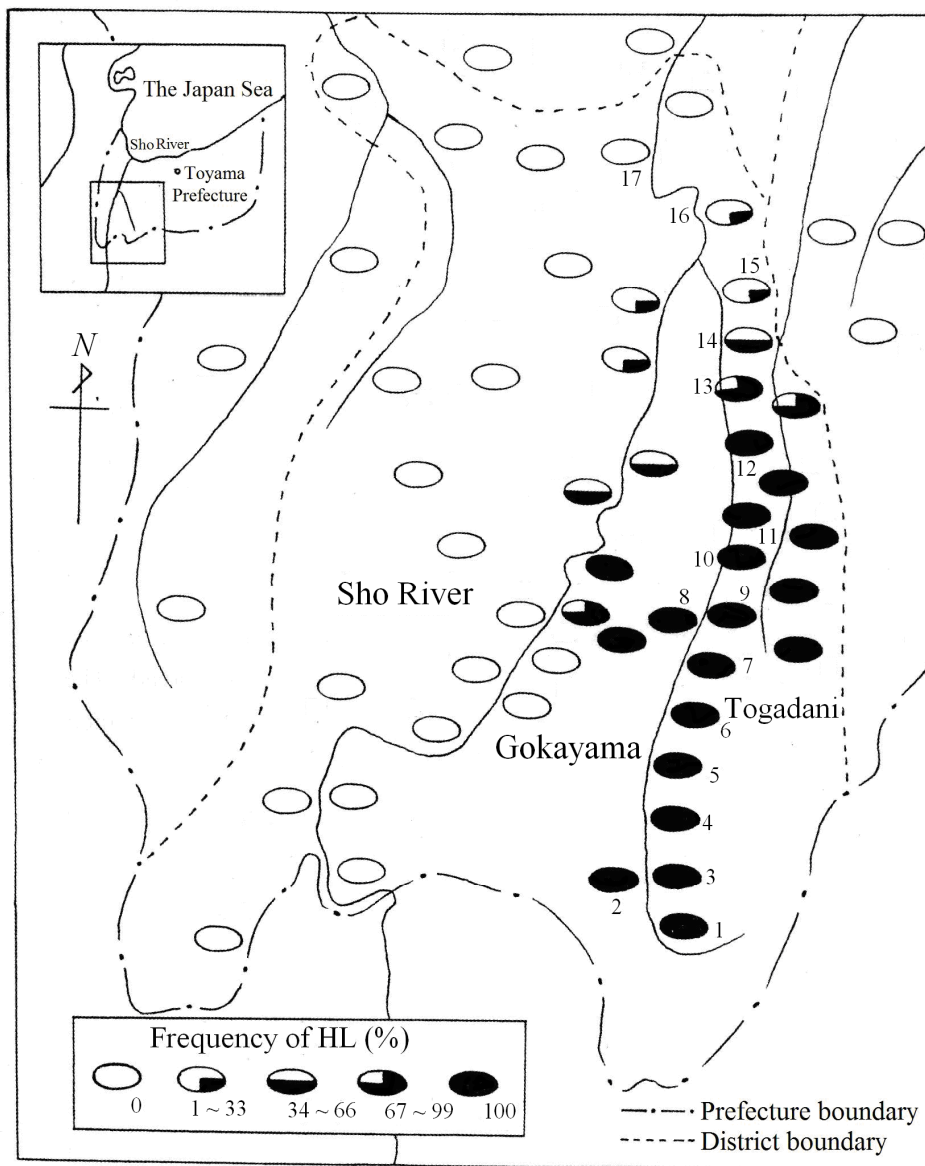 The Japan Sea
Sho River
Toyama
Prefecture
N
17
16
15
14
13
12
11
10
9
8
7
Sho River
Togadani
6
Gokayama
5
4
3
2
1
Frequency of HL (%)
0
1 ~ 33
34 ~ 66
67 ~ 99
100
Prefecture boundary
District boundary